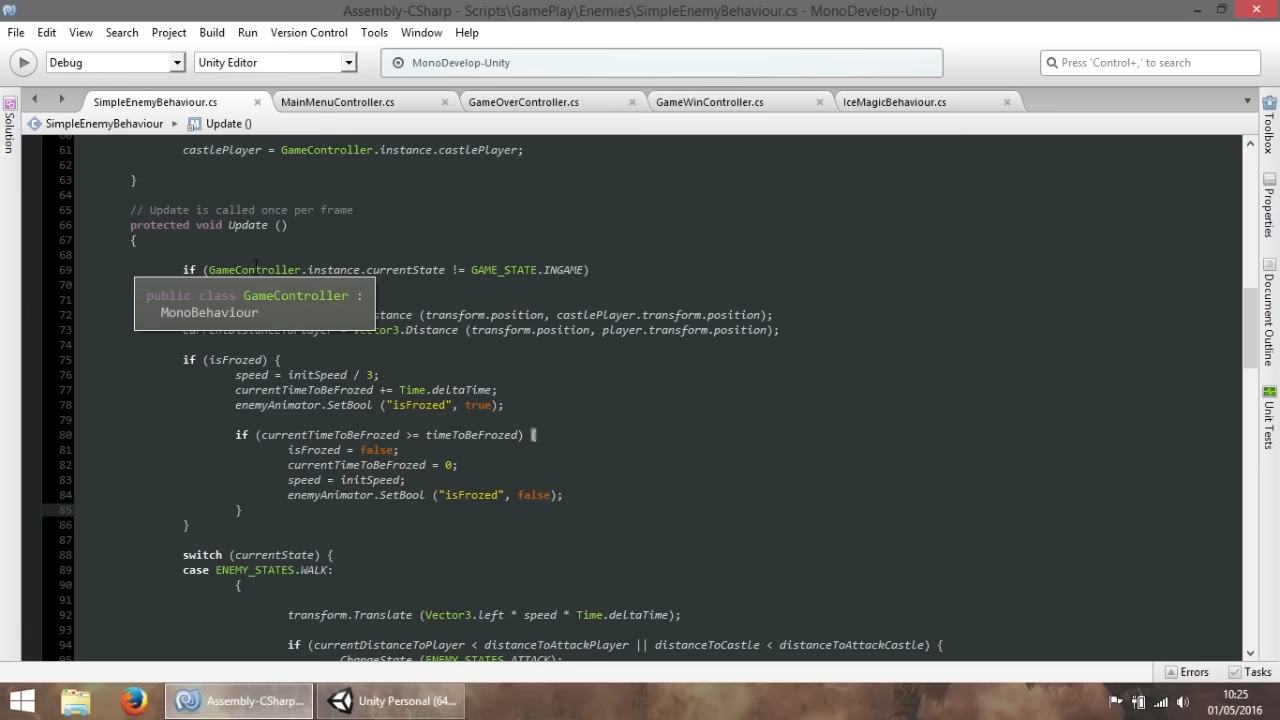 Assembly-CSharp - Scripts\GamePlay\Enemies\SimpleEnemyBehaviour.cs - MonoDevelop-Unity
File Edit View Search Project Build Run Version Control Tools Window Help
Debug Unity Editor MonoDevelop-Unity Press 'Control+,' to search
SimpleEnemyBehaviour.cs MainMenuController.cs GameOverController.cs GameWinController.cs IceMagicBehaviour.cs
SimpleEnemyBehaviour Update ()
Solution
61 castlePlayer = GameController.instance.castlePlayer;
62
63 }
64
65 // Update is called once per frame
66 protected void Update ()
67 {
68
69 if (GameController.instance.currentState != GAME_STATE.INGAME)
70
public class GameController :
MonoBehaviour
71
72 stance (transform.position, castlePlayer.transform.position);
73 Vector3.Distance (transform.position, player.transform.position);
74
75 if (isFrozed) {
76 speed = initSpeed / 3;
77 currentTimeToBeFrozed += Time.deltaTime;
78 enemyAnimator.SetBool ("isFrozed", true);
79
80 if (currentTimeToBeFrozed >= timeToBeFrozed) {
81 isFrozed = false;
82 currentTimeToBeFrozed = 0;
83 speed = initSpeed;
84 enemyAnimator.SetBool ("isFrozed", false);
85 }
86 }
87
88 switch (currentState) {
89 case ENEMY_STATES.WALK:
90 {
91
92 transform.Translate (Vector3.left * speed * Time.deltaTime);
93
94 if (currentDistanceToPlayer < distanceToAttackPlayer || distanceToCastle < distanceToAttackCastle) {
95 ChangeState (ENEMY_STATES.ATTACK);
Toolbox
Properties
Document Outline
Unit Tests
Errors Tasks
Assembly-CSharp... Unity Personal (64...
10:25
01/05/2016